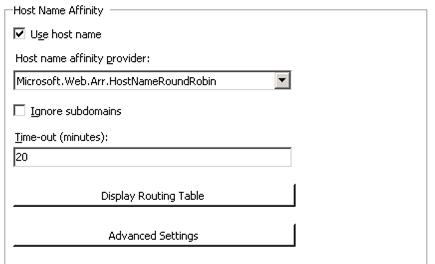 Host Name Affinity
Use host name
Host name affinity provider:
Microsoft.Web.Arr.HostNameRoundRobin
Ignore subdomains
Time-out (minutes):
20
Display Routing Table
Advanced Settings